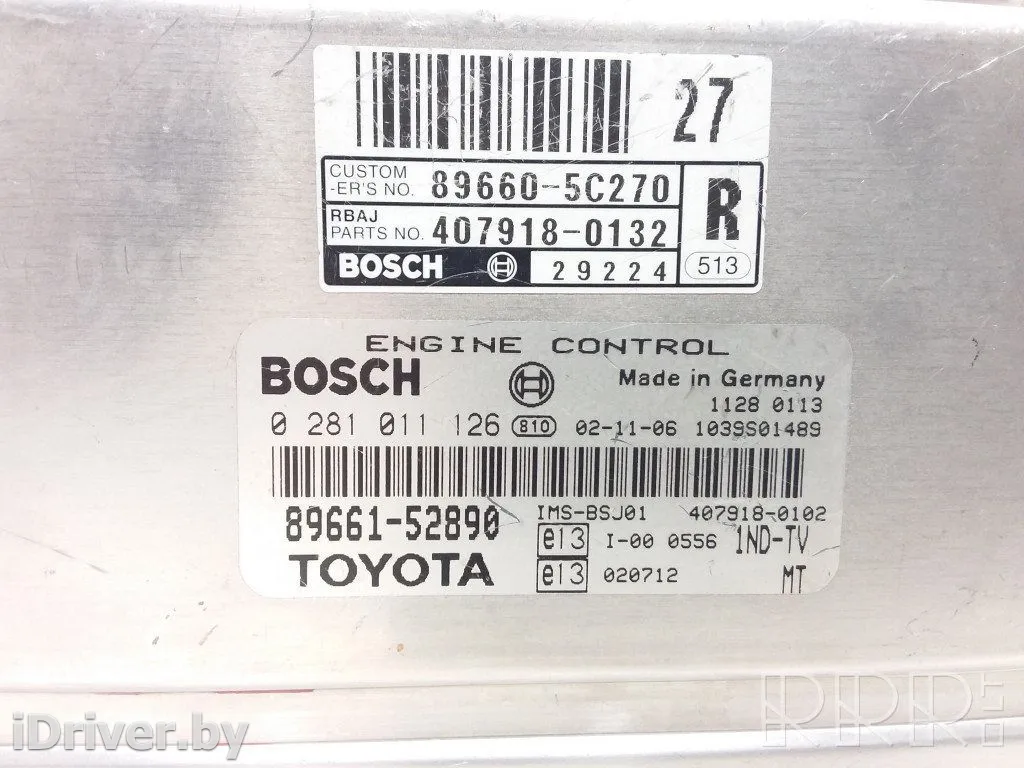 27
CUSTOM
-ER'S NO. 89660-5C270
R
RBAJ
PARTS NO. 407918-0132
BOSCH 29224 513
ENGINE CONTROL
BOSCH Made in Germany
1128 0113
0 281 011 126 810 02-11-06 1039S01489
89661-52890 IMS-BSJ01 407918-0102
e13 I-00 0556 1ND-TV
TOYOTA e13 020712 MT
iDriver.by
RRR.LT